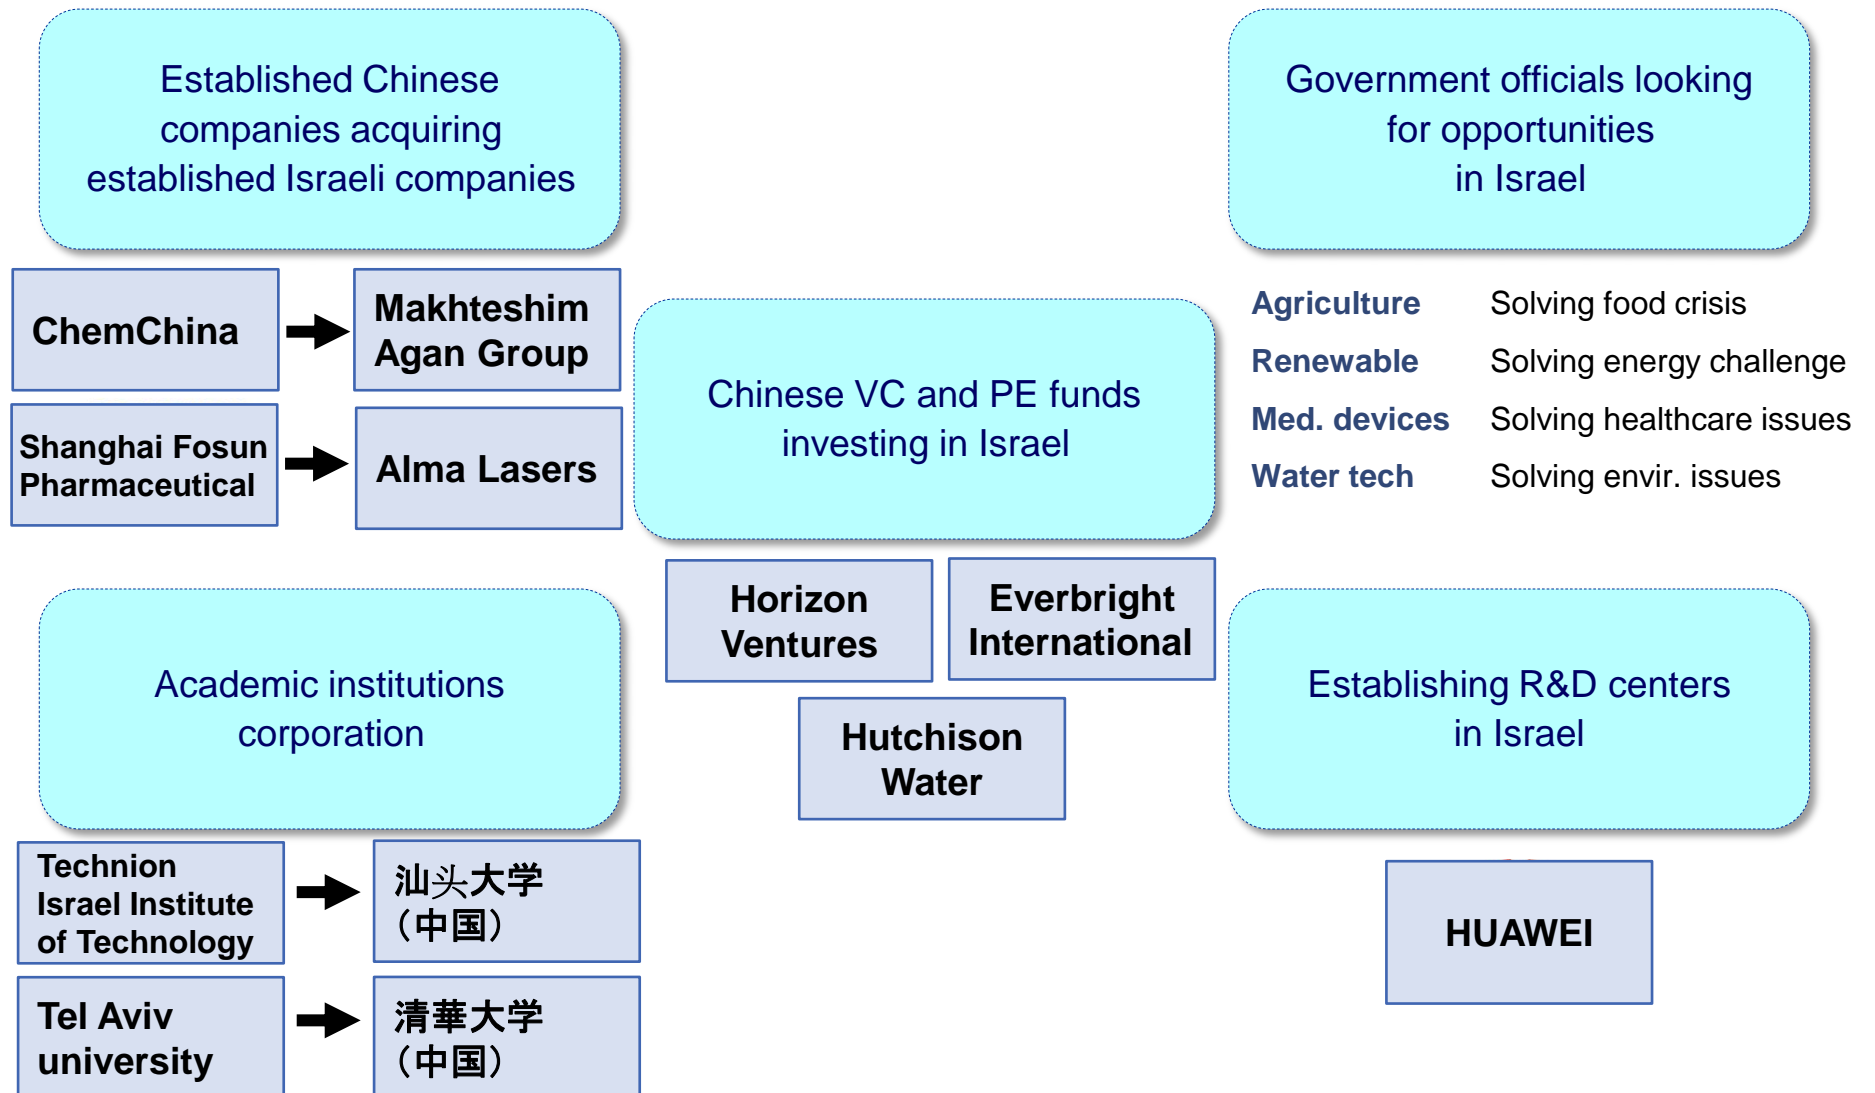 Established Chinese
companies acquiring
established Israeli companies
ChemChina
Makhteshim
Agan Group
Shanghai Fosun
Pharmaceutical
Alma Lasers
Academic institutions
corporation
Technion
Israel Institute
of Technology
汕头大学
（中国）
Tel Aviv
university
清華大学
（中国）
Chinese VC and PE funds
investing in Israel
Horizon
Ventures
Everbright
International
Hutchison
Water
Government officials looking
for opportunities
in Israel
Agriculture Solving food crisis
Renewable Solving energy challenge
Med. devices Solving healthcare issues
Water tech Solving envir. issues
Establishing R&D centers
in Israel
HUAWEI